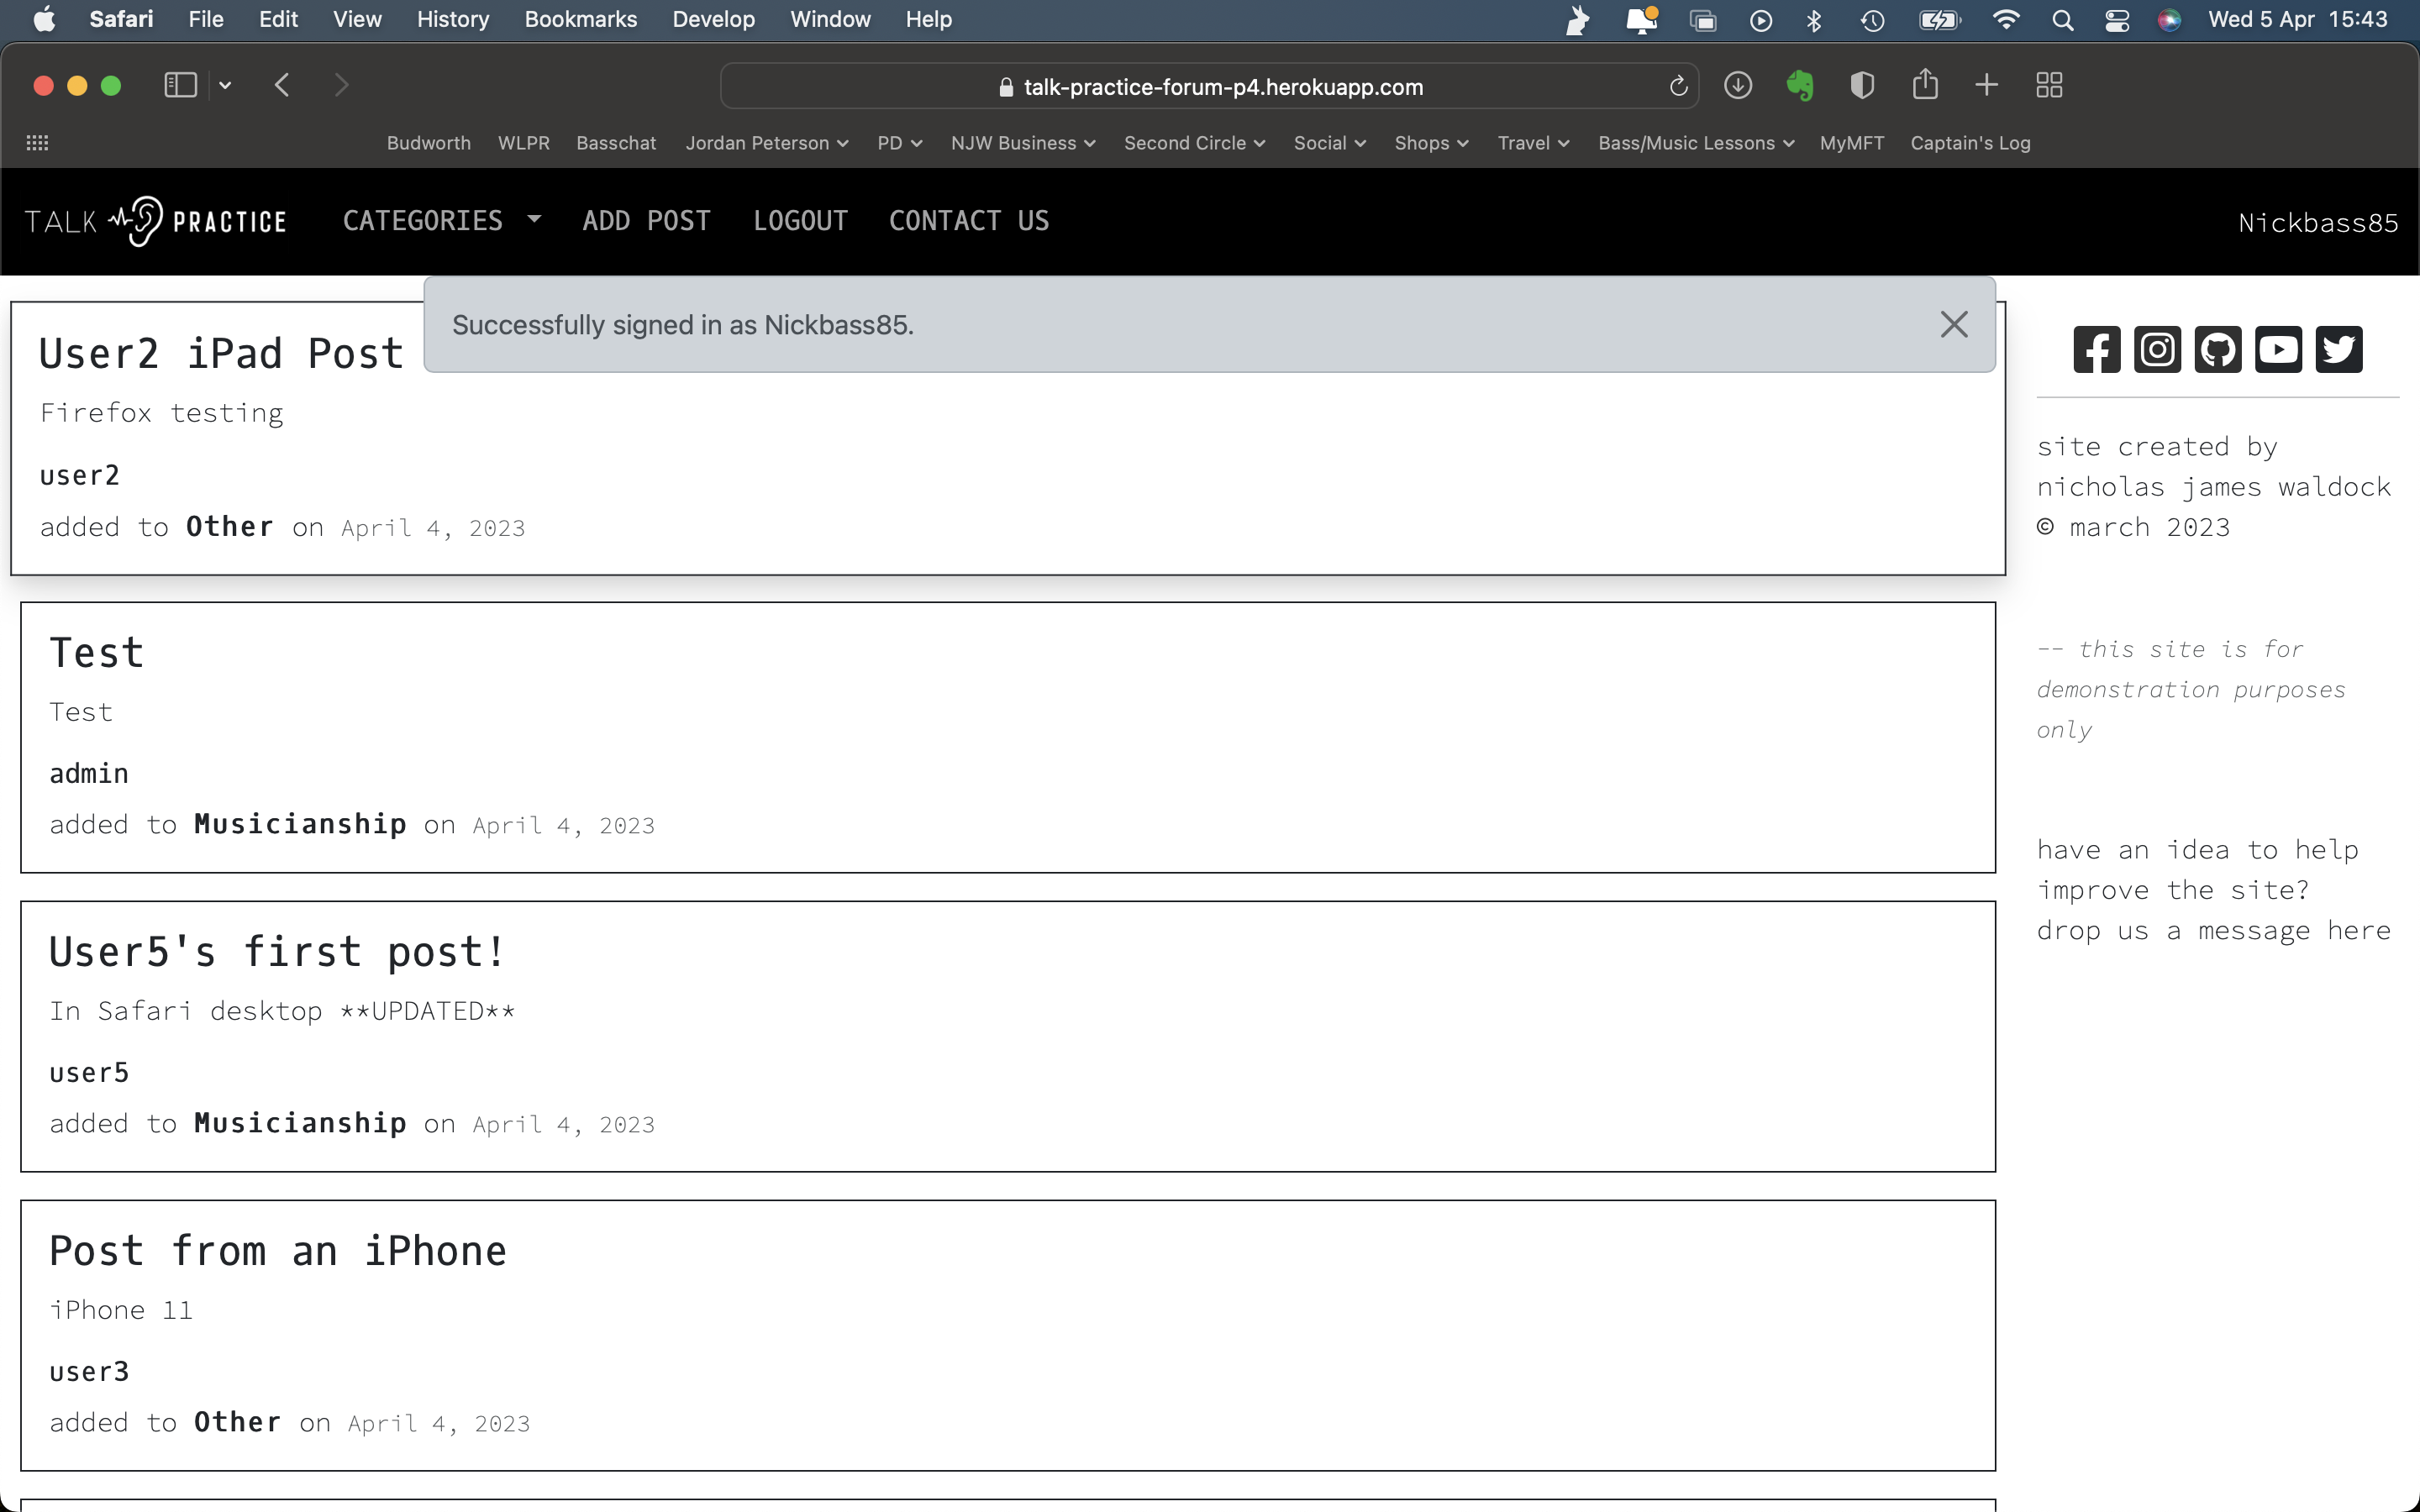 Safari File Edit View History Bookmarks Develop Window Help Wed 5 Apr 15:43
talk-practice-forum-p4.herokuapp.com
Budworth WLPR Basschat Jordan Peterson PD NJW Business Second Circle Social Shops Travel Bass/Music Lessons MyMFT Captain's Log
TALK PRACTICE CATEGORIES ADD POST LOGOUT CONTACT US Nickbass85
Successfully signed in as Nickbass85.
User2 iPad Post
Firefox testing
user2
added to Other on April 4, 2023
Test
Test
admin
added to Musicianship on April 4, 2023
User5's first post!
In Safari desktop **UPDATED**
user5
added to Musicianship on April 4, 2023
Post from an iPhone
iPhone 11
user3
added to Other on April 4, 2023
site created by
nicholas james waldock
© march 2023
-- this site is for
demonstration purposes
only
have an idea to help
improve the site?
drop us a message here